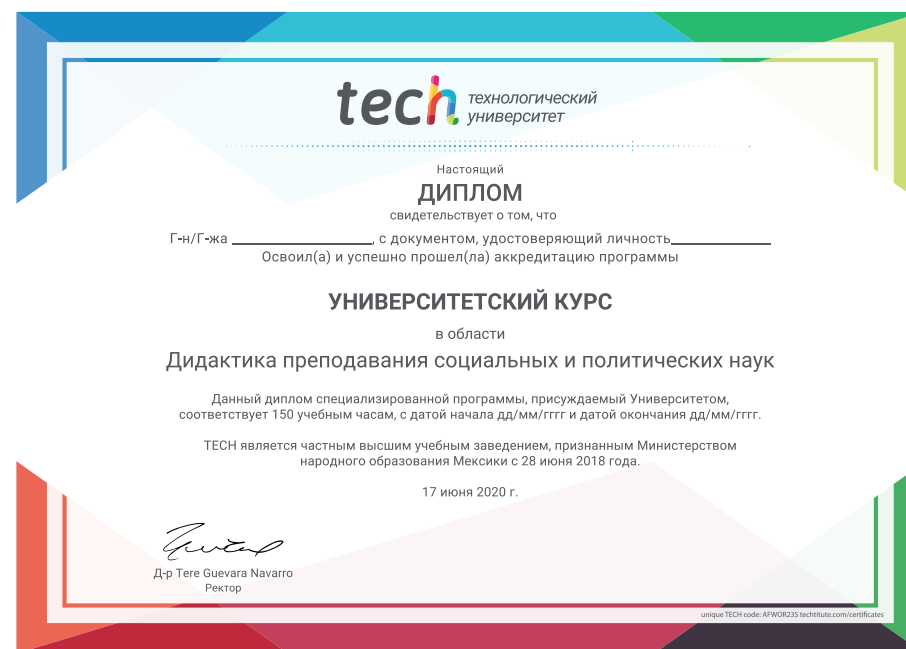 tech технологический
университет
Настоящий
ДИПЛОМ
свидетельствует о том, что
Г-н/Г-жа ____________________, с документом, удостоверяющий личность______________
Освоил(а) и успешно прошел(ла) аккредитацию программы
УНИВЕРСИТЕТСКИЙ КУРС
в области
Дидактика преподавания социальных и политических наук
Данный диплом специализированной программы, присуждаемый Университетом,
соответствует 150 учебным часам, с датой начала дд/мм/гггг и датой окончания дд/мм/гггг.
TECH является частным высшим учебным заведением, признанным Министерством
народного образования Мексики с 28 июня 2018 года.
17 июня 2020 г.
Д-р Tere Guevara Navarro
Ректор
unique TECH code: AFWOR23S techtitute.com/certificates